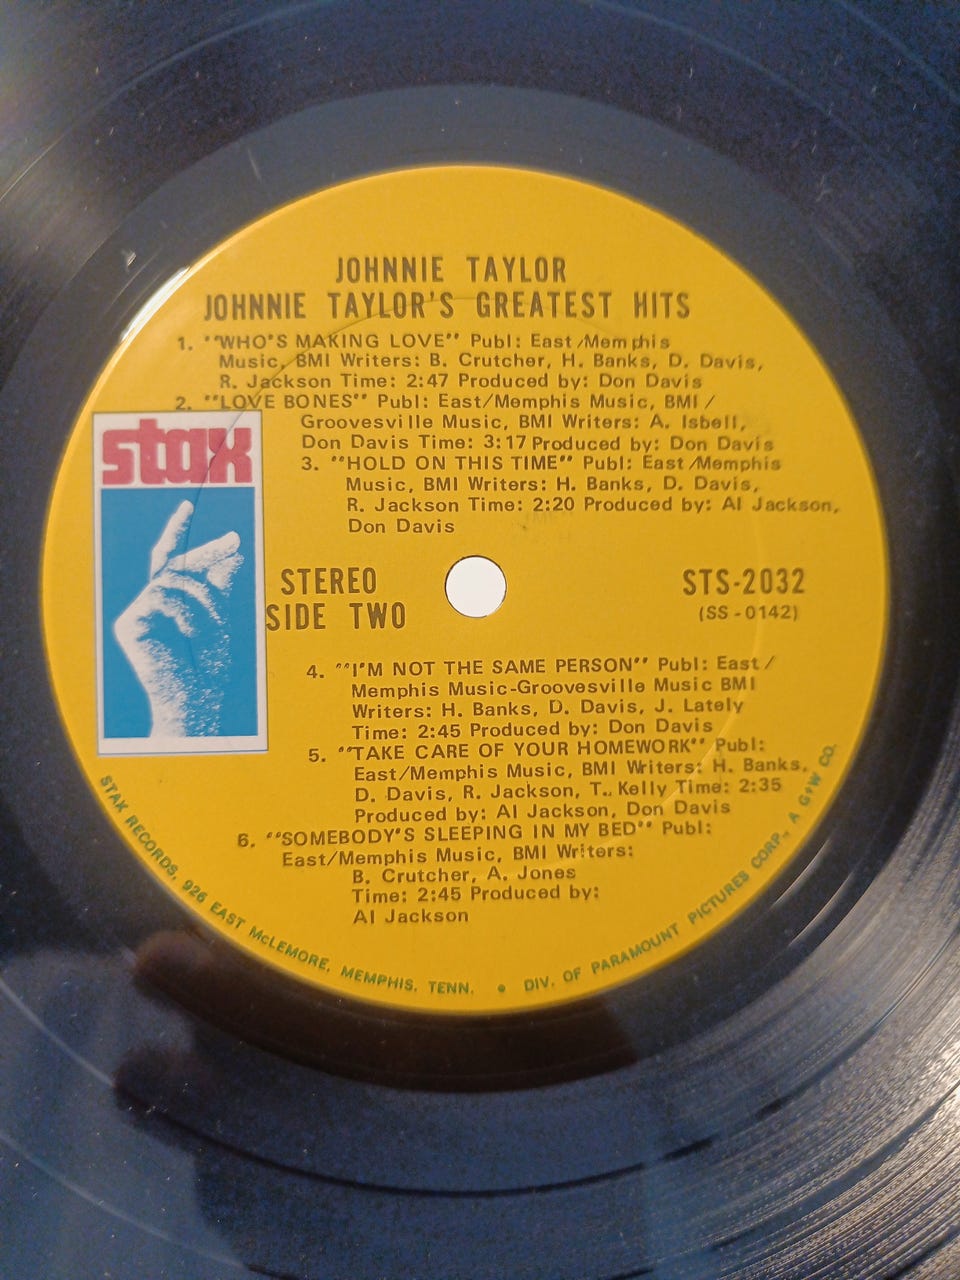 JOHNNIE TAYLOR
JOHNNIE TAYLOR'S GREATEST HITS
1. "WHO'S MAKING LOVE" Publ: East/Memphis
Music, BMI Writers: B. Crutcher, H. Banks, D. Davis,
R. Jackson Time: 2:47 Produced by: Don Davis
2. "LOVE BONES" Publ: East/Memphis Music, BMI/
Groovesville Music, BMI Writers: A. Isbell,
Don Davis Time: 3:17 Produced by: Don Davis
3. "HOLD ON THIS TIME" Publ: East/Memphis
Music, BMI Writers: H. Banks, D. Davis,
R. Jackson Time: 2:20 Produced by: Al Jackson,
Don Davis
stax
STEREO
SIDE TWO
STS-2032
(SS-0142)
4. "I'M NOT THE SAME PERSON" Publ: East/
Memphis Music-Groovesville Music BMI
Writers: H. Banks, D. Davis, J. Lately
Time: 2:45 Produced by: Don Davis
5. "TAKE CARE OF YOUR HOMEWORK" Publ:
East/Memphis Music, BMI Writers: H. Banks,
D. Davis, R. Jackson, T. Kelly Time: 2:35
Produced by: Al Jackson, Don Davis
6. "SOMEBODY'S SLEEPING IN MY BED" Publ:
East/Memphis Music, BMI Writers:
B. Crutcher, A. Jones
Time: 2:45 Produced by:
Al Jackson
STAX RECORDS, 926 EAST McLEMORE, MEMPHIS, TENN. • DIV. OF PARAMOUNT PICTURES CORP., A G+W CO.